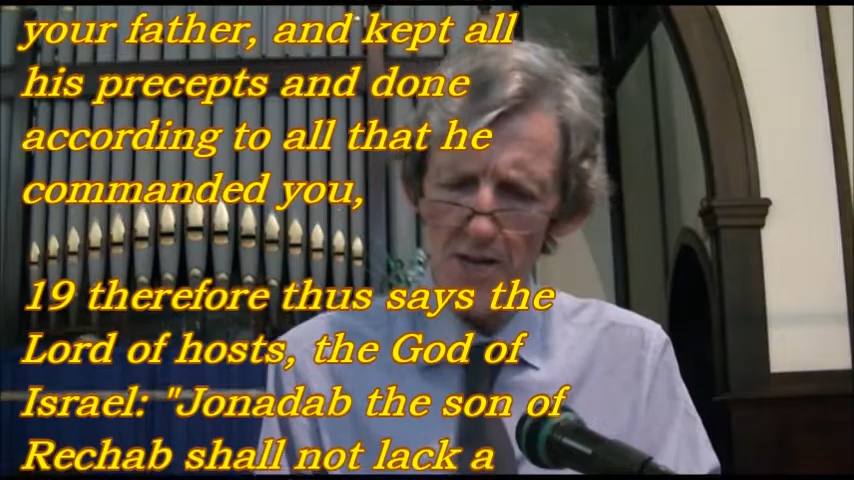 your father, and kept all
his precepts and done
according to all that he
commanded you,
19 therefore thus says the
Lord of hosts, the God of
Israel: "Jonadab the son of
Rechab shall not lack a